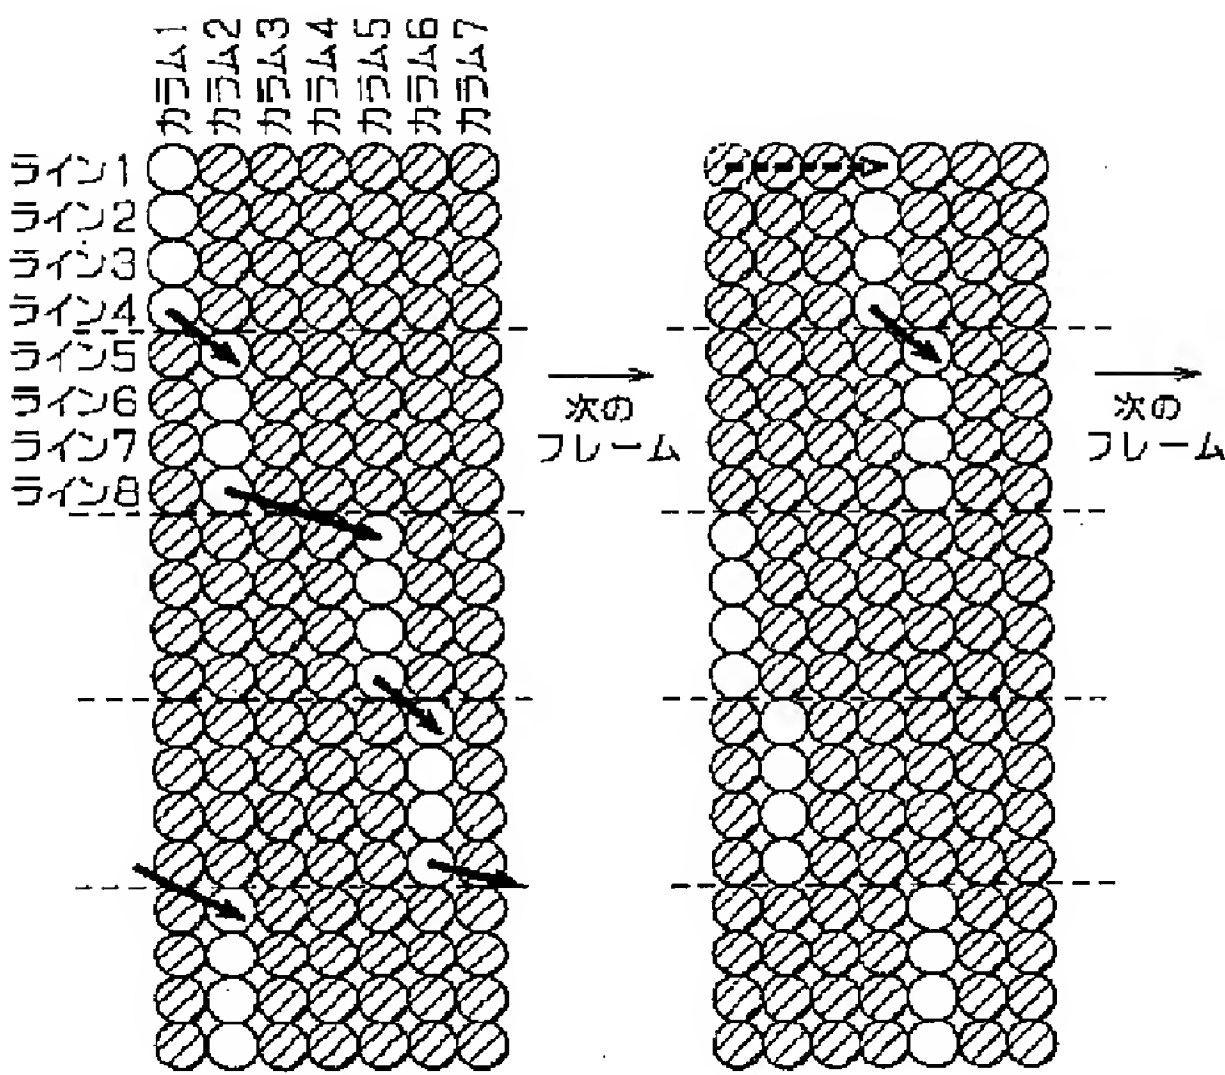 カラム1
カラム2
カラム3
カラム4
カラム5
カラム6
カラム7
ライン1
ライン2
ライン3
ライン4
ライン5
ライン6
ライン7
ライン8
次の
フレーム
次の
フレーム